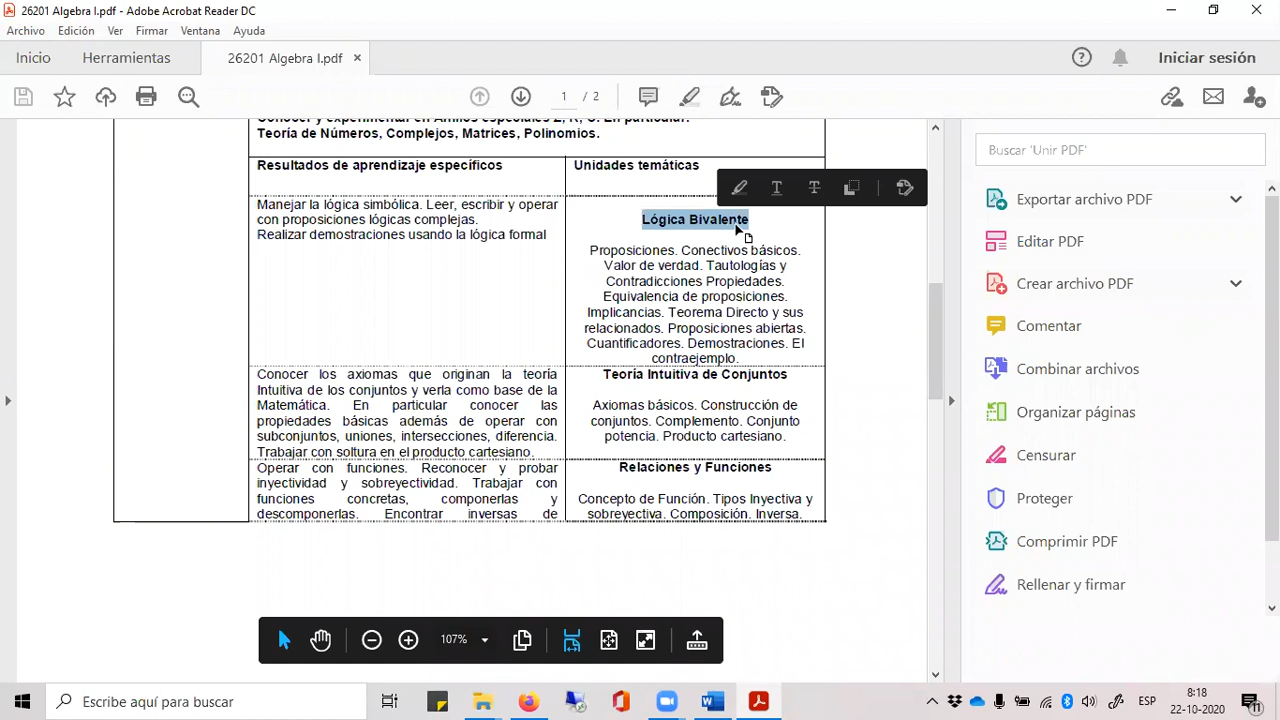 26201 Algebra I.pdf - Adobe Acrobat Reader DC
Archivo Edición Ver Firmar Ventana Ayuda
Inicio Herramientas 26201 Algebra I.pdf × Iniciar sesión
1 / 2
Teoría de Números, Complejos, Matrices, Polinomios.
Resultados de aprendizaje específicos
Unidades temáticas
Manejar la lógica simbólica. Leer, escribir y operar
con proposiciones lógicas complejas.
Realizar demostraciones usando la lógica formal
Lógica Bivalente
Proposiciones. Conectivos básicos.
Valor de verdad. Tautologías y
Contradicciones Propiedades.
Equivalencia de proposiciones.
Implicancias. Teorema Directo y sus
relacionados. Proposiciones abiertas.
Cuantificadores. Demostraciones. El
contraejemplo.
Conocer los axiomas que originan la teoría
Intuitiva de los conjuntos y verla como base de la
Matemática. En particular conocer las
propiedades básicas además de operar con
subconjuntos, uniones, intersecciones, diferencia.
Trabajar con soltura en el producto cartesiano.
Teoría Intuitiva de Conjuntos
Axiomas básicos. Construcción de
conjuntos. Complemento. Conjunto
potencia. Producto cartesiano.
Operar con funciones. Reconocer y probar
inyectividad y sobreyectividad. Trabajar con
funciones concretas, componerlas y
descomponerlas. Encontrar inversas de
Relaciones y Funciones
Concepto de Función. Tipos Inyectiva y
sobreyectiva. Composición. Inversa.
107%
Buscar 'Unir PDF'
Exportar archivo PDF
Editar PDF
Crear archivo PDF
Comentar
Combinar archivos
Organizar páginas
Censurar
Proteger
Comprimir PDF
Rellenar y firmar
Escribe aquí para buscar
ESP
8:18
22-10-2020